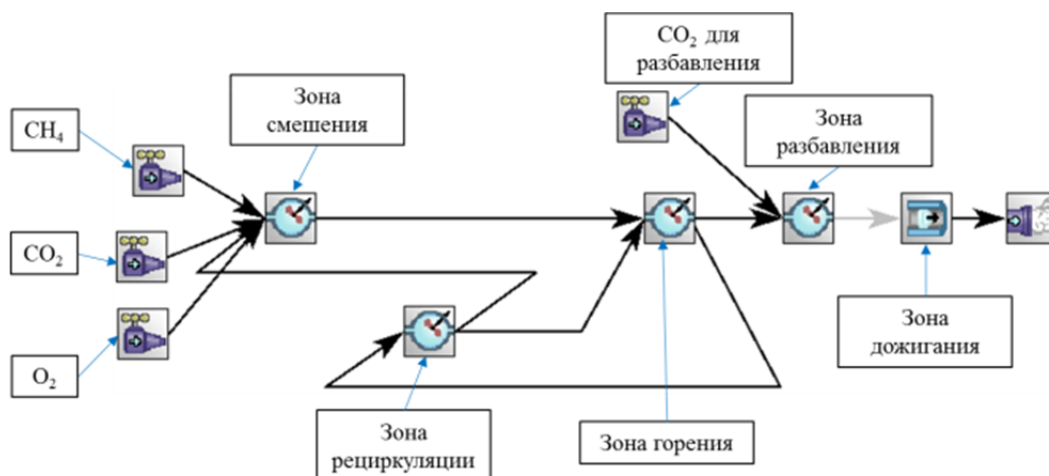 CO₂ для
разбавления
Зона
смешения
Зона
разбавления
CH₄
CO₂
O₂
Зона
дожигания
Зона
рециркуляции
Зона горения